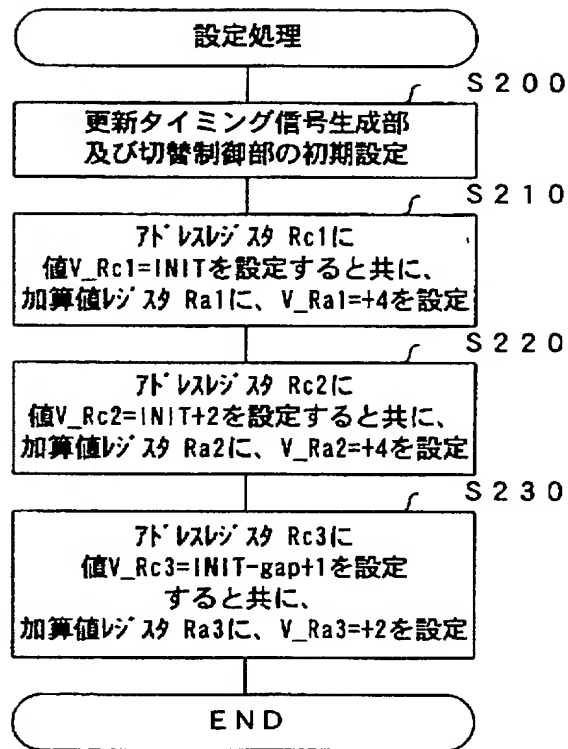 設定処理
S200
更新タイミング信号生成部
及び切替制御部の初期設定
S210
ｱﾄﾞﾚｽﾚｼﾞｽﾀ Rc1に
値V_Rc1=INITを設定すると共に、
加算値ﾚｼﾞｽﾀ Ra1に、V_Ra1=+4を設定
S220
ｱﾄﾞﾚｽﾚｼﾞｽﾀ Rc2に
値V_Rc2=INIT+2を設定すると共に、
加算値ﾚｼﾞｽﾀ Ra2に、V_Ra2=+4を設定
S230
ｱﾄﾞﾚｽﾚｼﾞｽﾀ Rc3に
値V_Rc3=INIT-gap+1を設定
すると共に、
加算値ﾚｼﾞｽﾀ Ra3に、V_Ra3=+2を設定
END